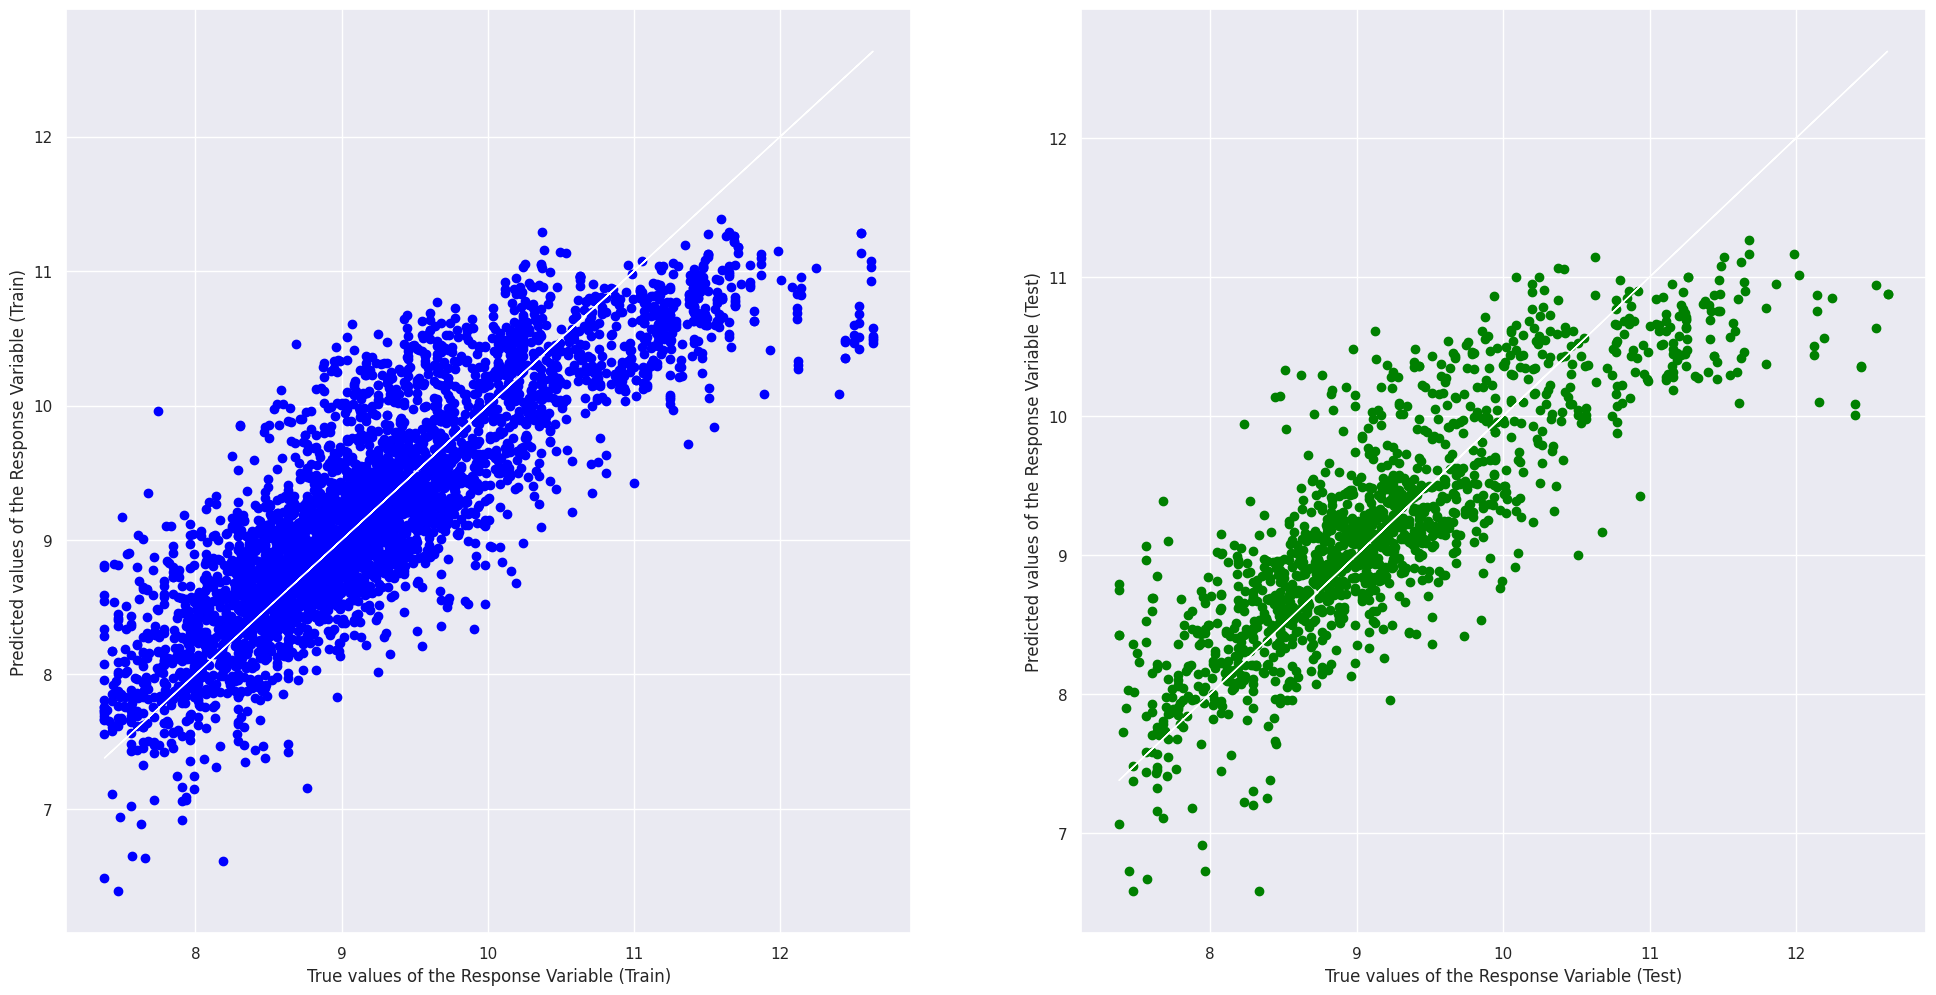 Predicted values of the Response Variable (Train)
12
11
10
9
8
7
8 9 10 11 12
True values of the Response Variable (Train)
Predicted values of the Response Variable (Test)
12
11
10
9
8
7
8 9 10 11 12
True values of the Response Variable (Test)